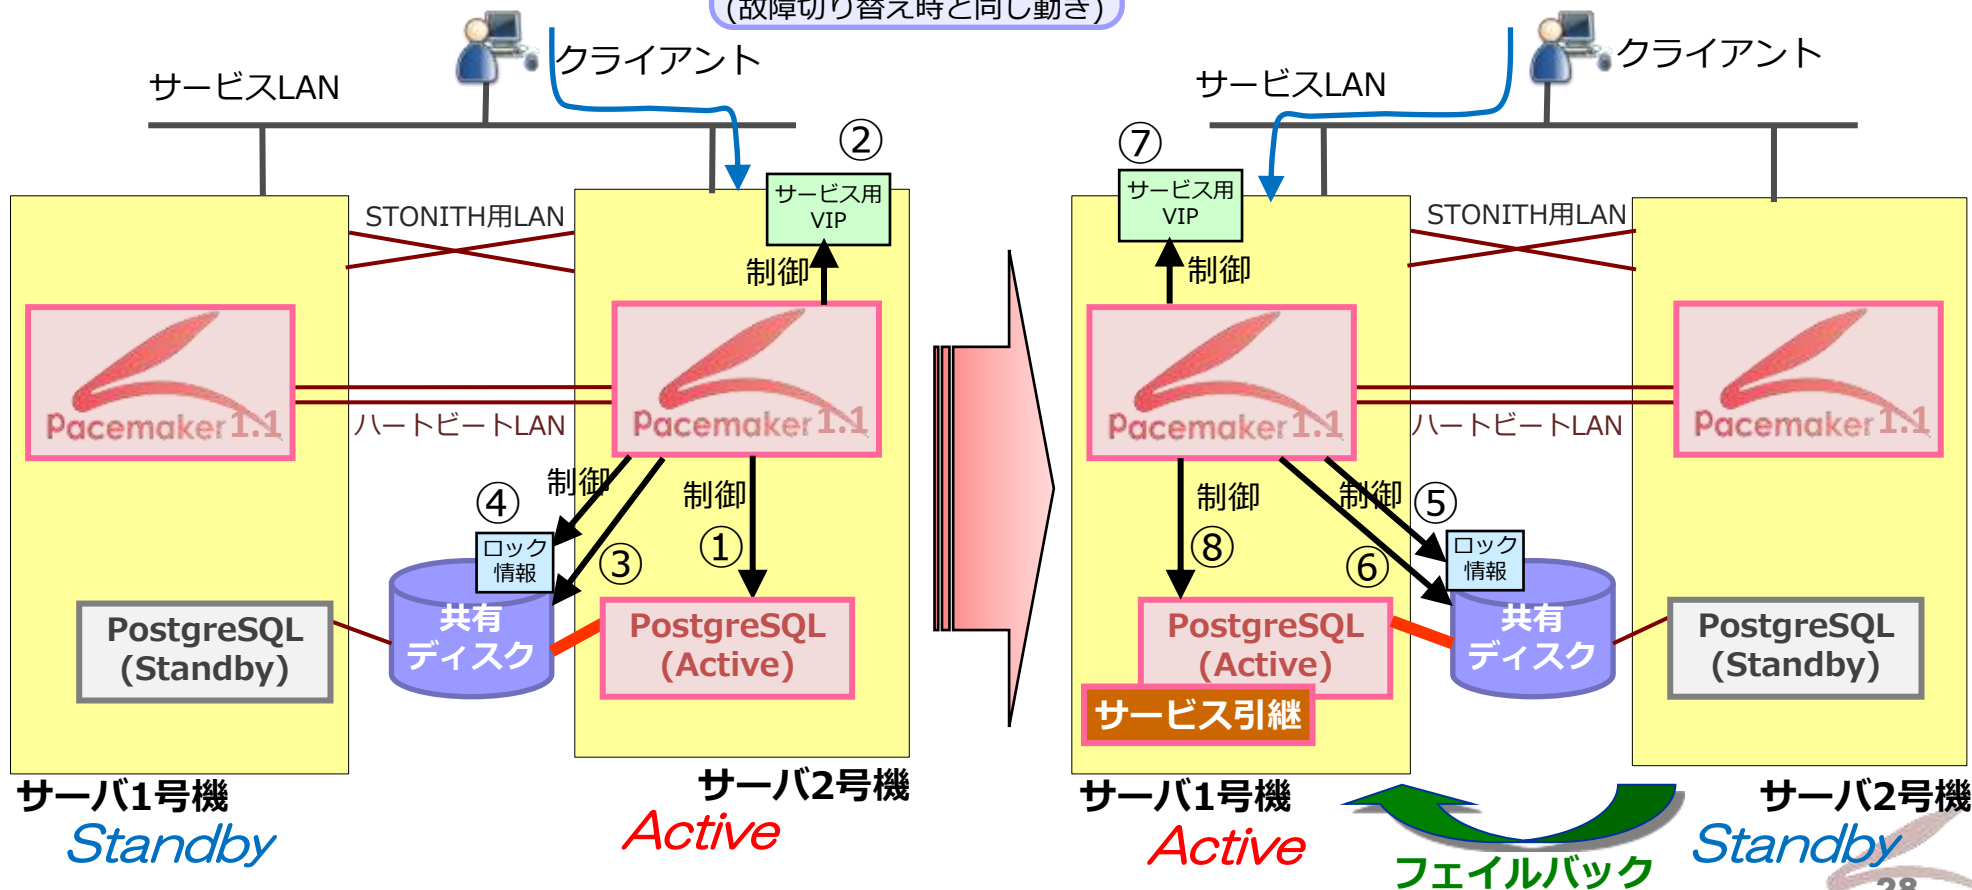 (故障切り替え時と同じ動き)
クライアント
サービスLAN
②
サービス用
VIP
STONITH用LAN
制御
Pacemaker 1.1
Pacemaker 1.1
ハートビートLAN
制御
制御
④
ロック
情報
③
①
共有
ディスク
PostgreSQL
(Standby)
PostgreSQL
(Active)
サーバ1号機
Standby
サーバ2号機
Active
クライアント
サービスLAN
⑦
サービス用
VIP
STONITH用LAN
制御
Pacemaker 1.1
Pacemaker 1.1
ハートビートLAN
制御
制御
⑤
ロック
情報
⑧
⑥
共有
ディスク
PostgreSQL
(Active)
サービス引継
PostgreSQL
(Standby)
サーバ1号機
Active
フェイルバック
サーバ2号機
Standby
28